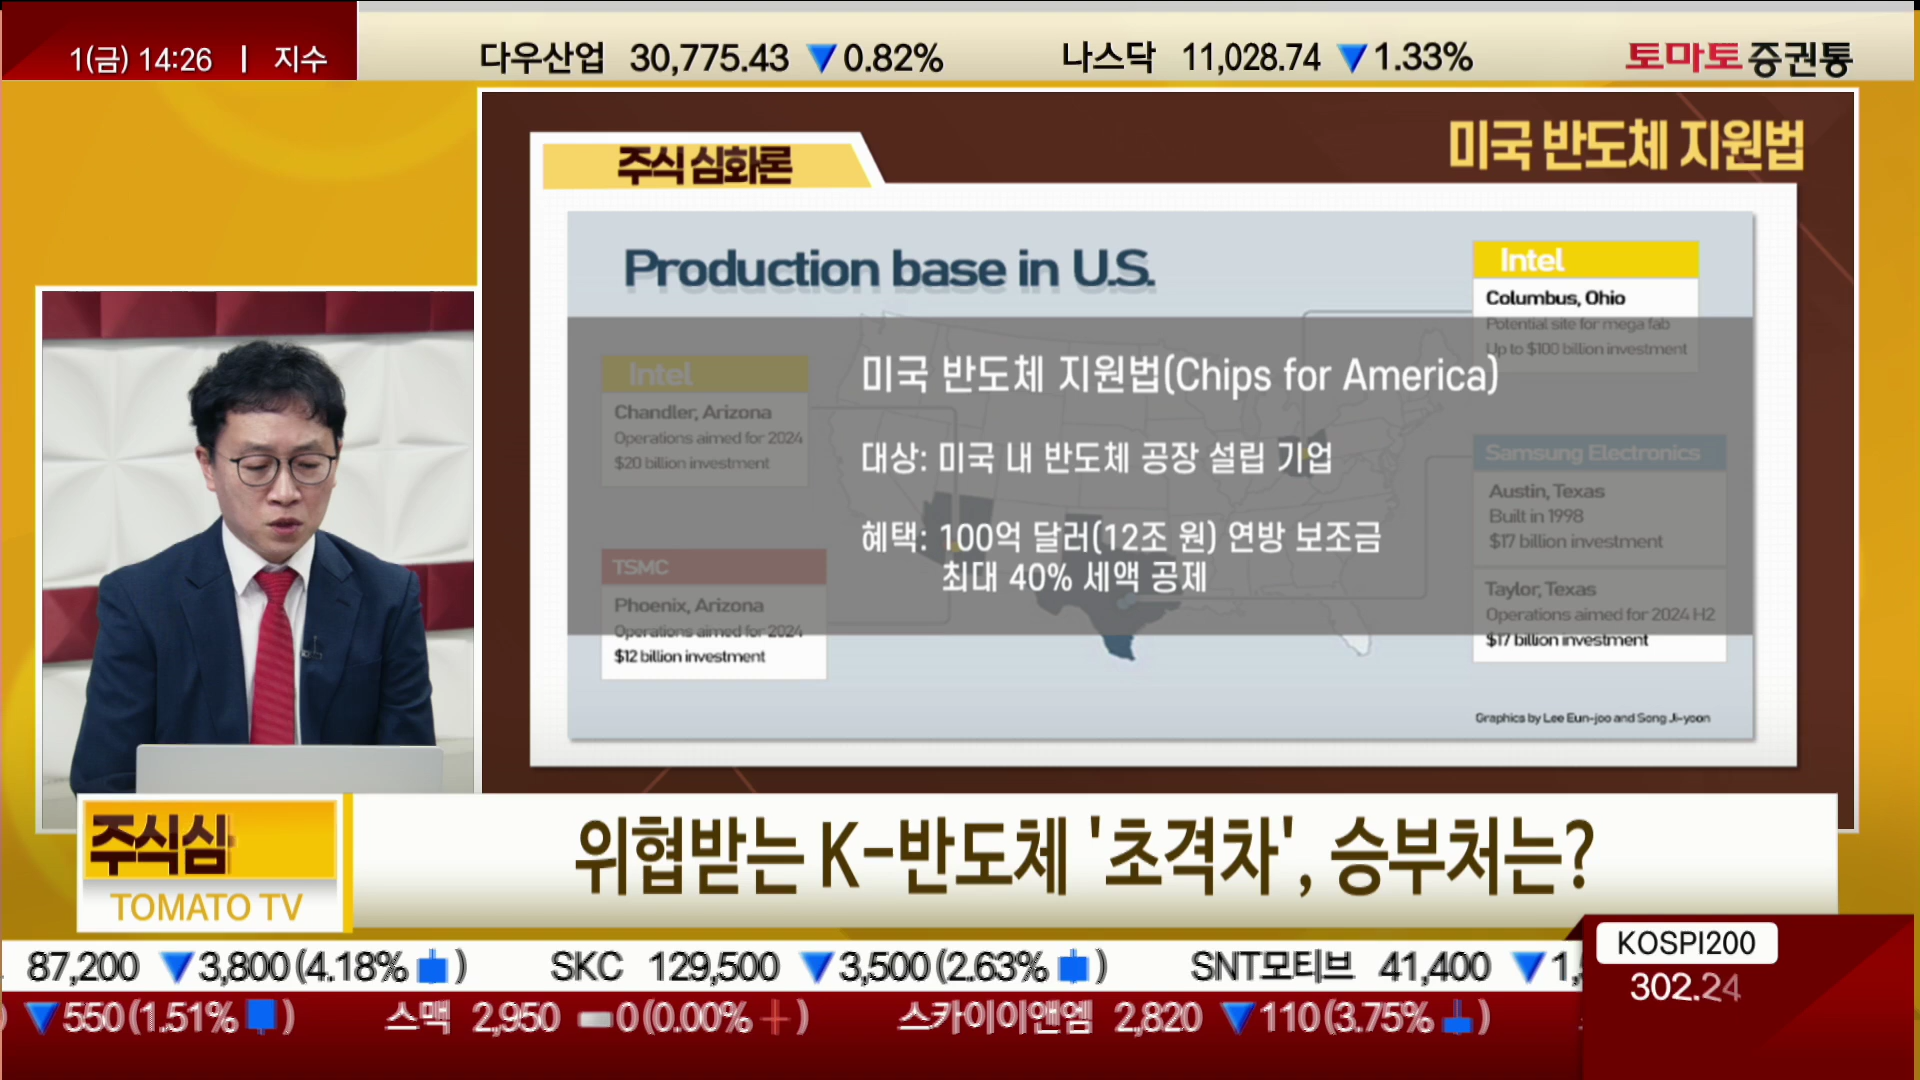 1(금) 14:26 | 지수
다우산업 30,775.43 ▼0.82%
나스닥 11,028.74 ▼1.33%
토마토증권통
미국 반도체 지원법
주식 심화론
Production base in U.S.
Intel
Columbus, Ohio
Potential site for mega fab
Up to $100 billion investment
Intel
Chandler, Arizona
Operations aimed for 2024
$20 billion investment
미국 반도체 지원법(Chips for America)
대상: 미국 내 반도체 공장 설립 기업
혜택: 100억 달러(12조 원) 연방 보조금
최대 40% 세액 공제
Samsung Electronics
Austin, Texas
Built in 1998
$17 billion investment
TSMC
Phoenix, Arizona
Operations aimed for 2024
$12 billion investment
Taylor, Texas
Operations aimed for 2024 H2
$17 billion investment
Graphics by Lee Eun-joo and Song Ji-yoon
주식심
TOMATO TV
위협받는 K-반도체 '초격차', 승부처는?
87,200 ▼3,800(4.18%) SKC 129,500 ▼3,500(2.63%) SNT모티브 41,400 ▼1,
KOSPI200
302.24
) ▼550(1.51%) 스맥 2,950 0(0.00%) 스카이이앤엠 2,820 ▼110(3.75%)